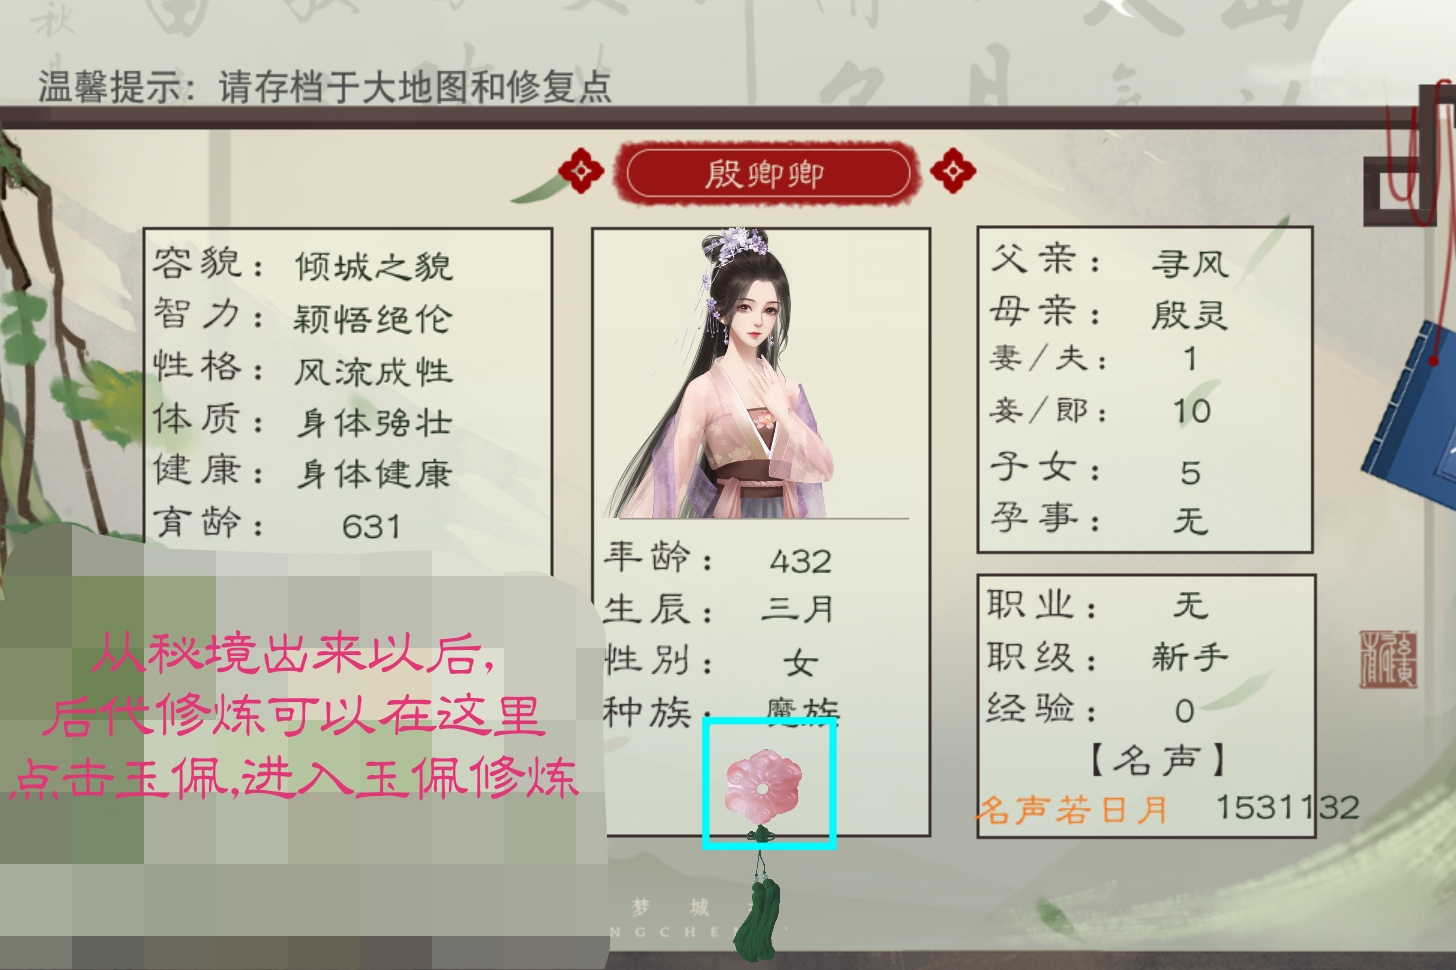 温馨提示：请存档于大地图和修复点
殷卿卿
容貌：倾城之貌
智力：颖悟绝伦
性格：风流成性
体质：身体强壮
健康：身体健康
育龄：631
年龄：432
生辰：三月
性别：女
种族：魔族
父亲：寻风
母亲：殷灵
妻/夫：1
妾/郎：10
子女：5
孕事：无
职业：无
职级：新手
经验：0
【名声】
名声若日月 1531132
从秘境出来以后,
后代修炼可以在这里
点击玉佩,进入玉佩修炼
梦 城
NGCHEN